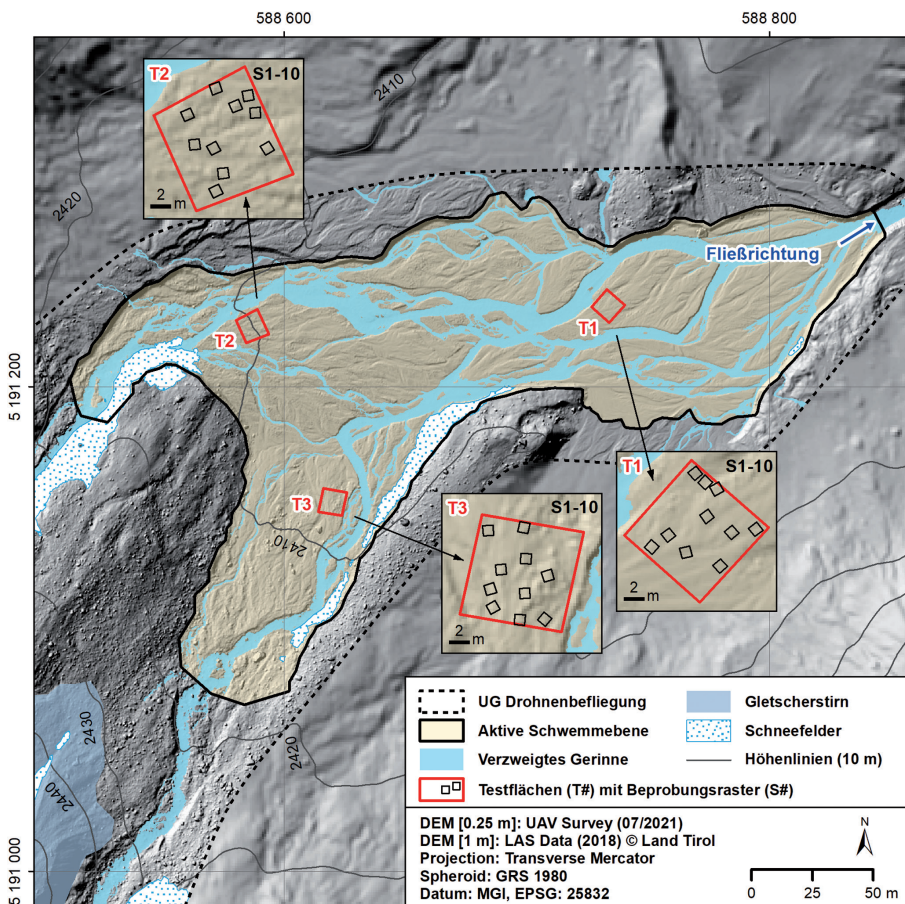 588 600
588 800
T2
S1-10
2 m
2410
2420
Fließrichtung
T1
T2
5 191 200
T3
2410
T3
S1-10
2 m
T1
S1-10
2 m
2430
2440
2420
5 191 000
UG Drohnenbefliegung
Aktive Schwemmebene
Verzweigtes Gerinne
Testflächen (T#) mit Beprobungsraster (S#)
Gletscherstirn
Schneefelder
Höhenlinien (10 m)
DEM [0.25 m]: UAV Survey (07/2021)
DEM [1 m]: LAS Data (2018) © Land Tirol
Projection: Transverse Mercator
Spheroid: GRS 1980
Datum: MGI, EPSG: 25832
N
0 25 50 m